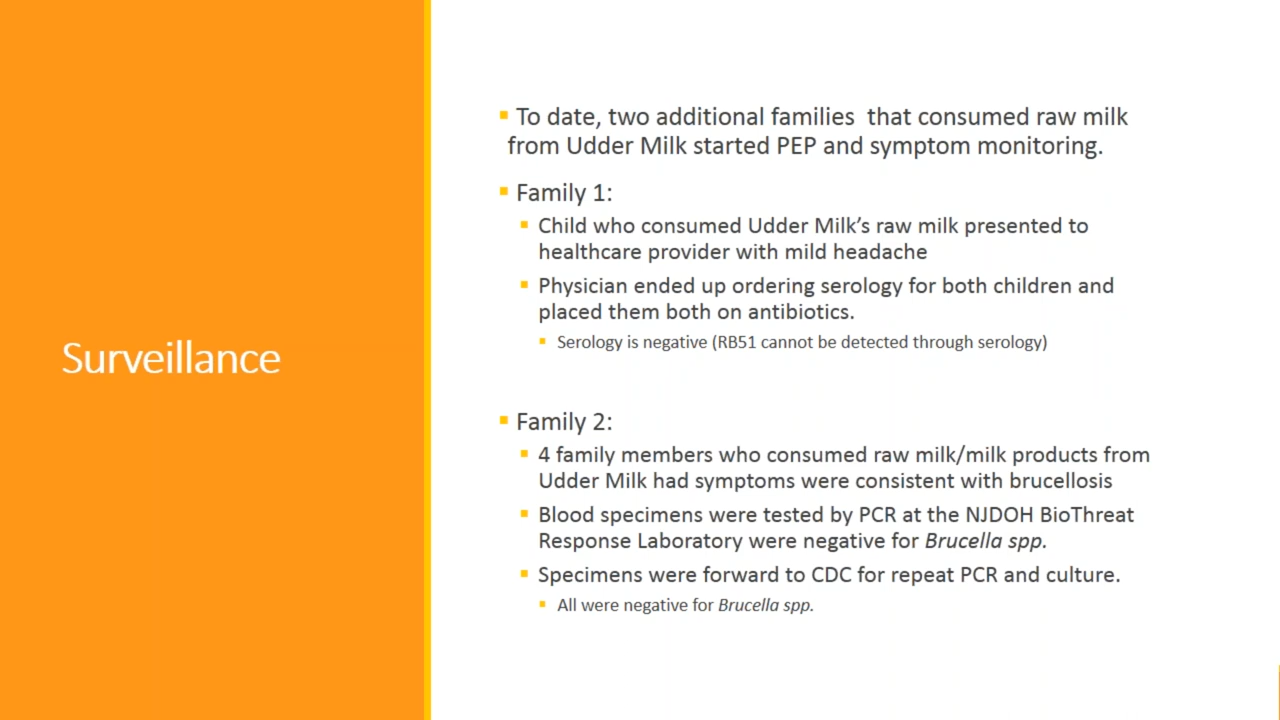 Surveillance
To date, two additional families  that consumed raw milk
from Udder Milk started PEP and symptom monitoring.
Family 1:
Child who consumed Udder Milk’s raw milk presented to
healthcare provider with mild headache
Physician ended up ordering serology for both children and
placed them both on antibiotics.
Serology is negative (RB51 cannot be detected through serology)
Family 2:
4 family members who consumed raw milk/milk products from
Udder Milk had symptoms were consistent with brucellosis
Blood specimens were tested by PCR at the NJDOH BioThreat
Response Laboratory were negative for Brucella spp.
Specimens were forward to CDC for repeat PCR and culture.
All were negative for Brucella spp.